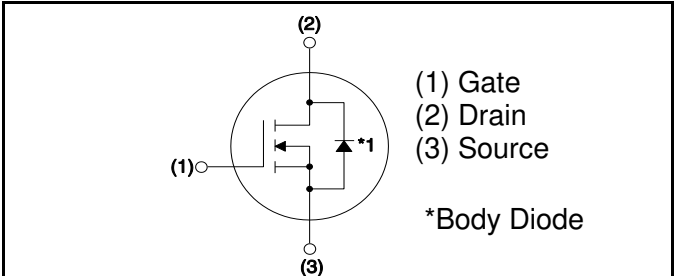 (2)
(1) Gate
(2) Drain
(3) Source
*1
(1)
*Body Diode
(3)